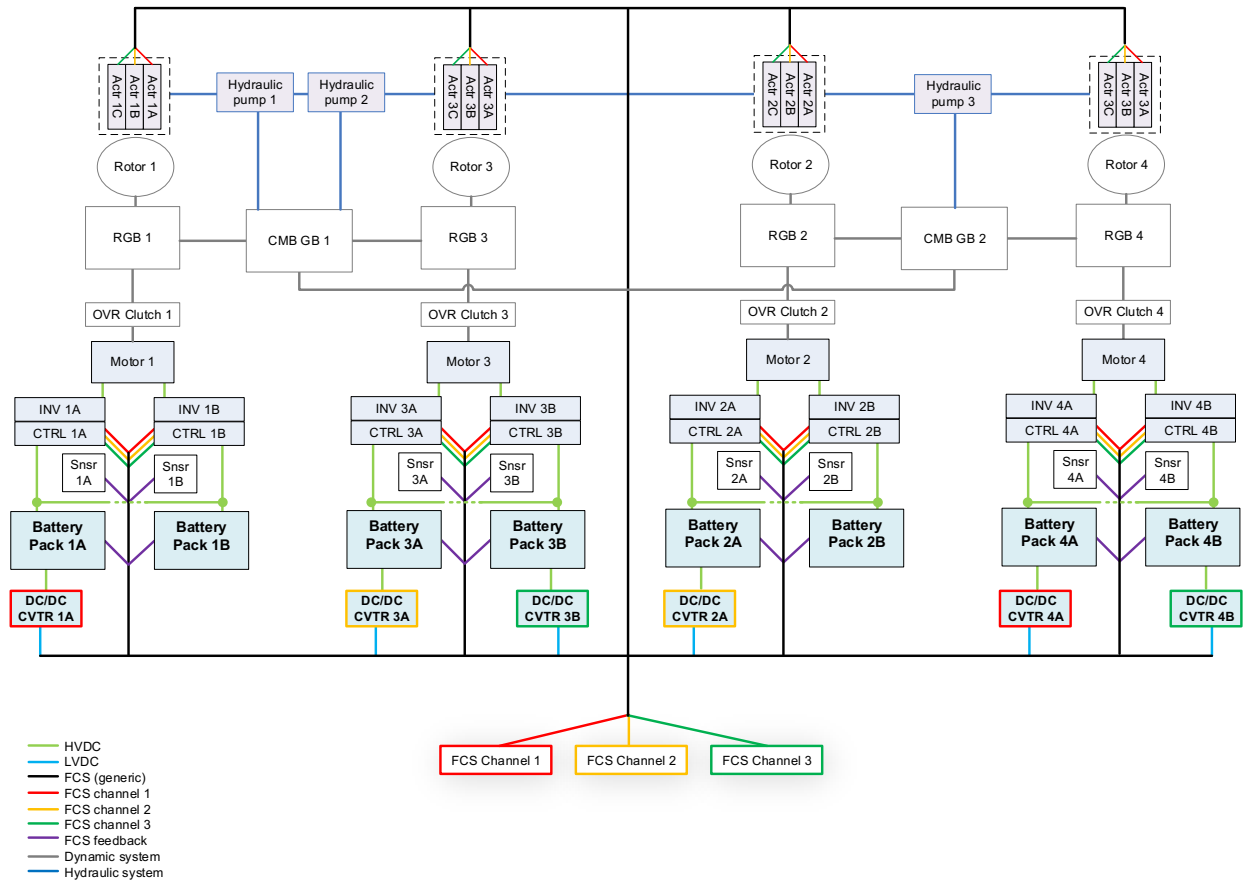 Actr 1C
Actr 1B
Actr 1A
Hydraulic
pump 1
Hydraulic
pump 2
Actr 3C
Actr 3B
Actr 3A
Actr 2C
Actr 2B
Actr 2A
Hydraulic
pump 3
Actr 3C
Actr 3B
Actr 3A
Rotor 1
Rotor 3
Rotor 2
Rotor 4
RGB 1
CMB GB 1
RGB 3
RGB 2
CMB GB 2
RGB 4
OVR Clutch 1
OVR Clutch 3
OVR Clutch 2
OVR Clutch 4
Motor 1
Motor 3
Motor 2
Motor 4
INV 1A
INV 1B
INV 3A
INV 3B
INV 2A
INV 2B
INV 4A
INV 4B
CTRL 1A
CTRL 1B
CTRL 3A
CTRL 3B
CTRL 2A
CTRL 2B
CTRL 4A
CTRL 4B
Snsr
1A
Snsr
1B
Snsr
3A
Snsr
3B
Snsr
2A
Snsr
2B
Snsr
4A
Snsr
4B
Battery
Pack 1A
Battery
Pack 1B
Battery
Pack 3A
Battery
Pack 3B
Battery
Pack 2A
Battery
Pack 2B
Battery
Pack 4A
Battery
Pack 4B
DC/DC
CVTR 1A
DC/DC
CVTR 3A
DC/DC
CVTR 3B
DC/DC
CVTR 2A
DC/DC
CVTR 4A
DC/DC
CVTR 4B
FCS Channel 1
FCS Channel 2
FCS Channel 3
HVDC
LVDC
FCS (generic)
FCS channel 1
FCS channel 2
FCS channel 3
FCS feedback
Dynamic system
Hydraulic system